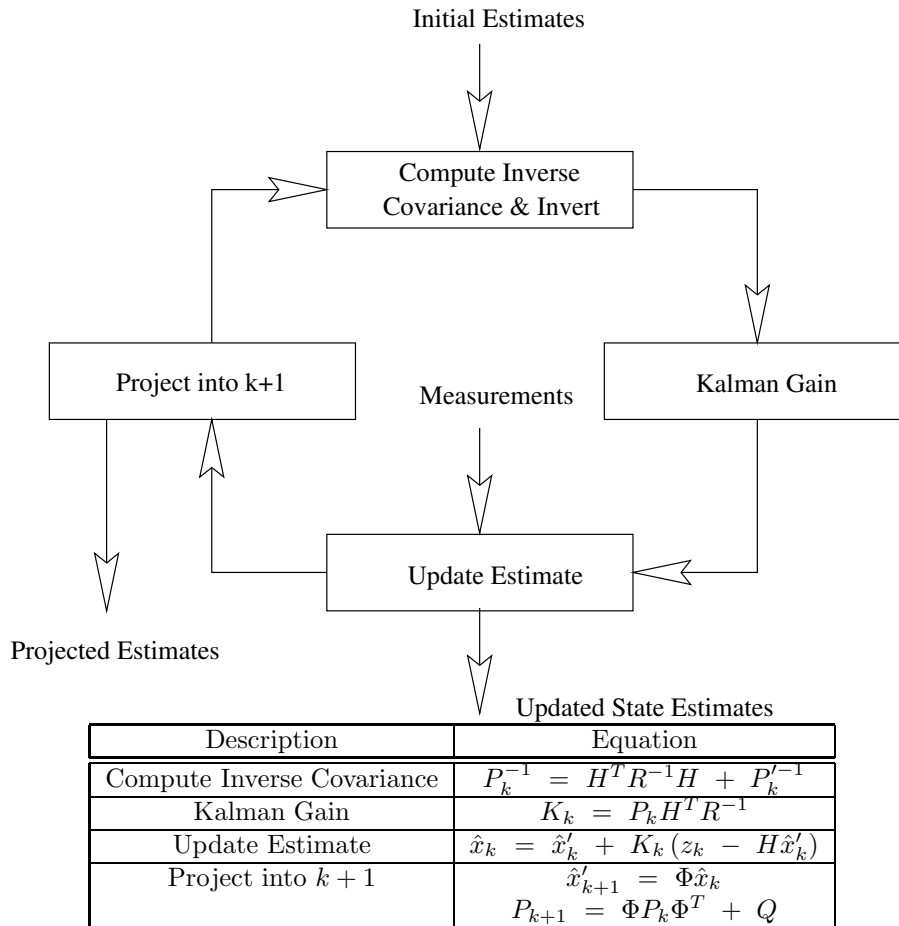 Initial Estimates
Compute Inverse
Covariance & Invert
Project into k+1
Kalman Gain
Measurements
Update Estimate
Projected Estimates
Updated State Estimates
Description Equation
Compute Inverse Covariance $P_k^{-1} = H^T R^{-1} H + P_k'^{-1}$
Kalman Gain $K_k = P_k H^T R^{-1}$
Update Estimate $\hat{x}_k = \hat{x}_k' + K_k (z_k - H\hat{x}_k')$
Project into $k + 1$ $\hat{x}_{k+1}' = \Phi \hat{x}_k$
$P_{k+1} = \Phi P_k \Phi^T + Q$